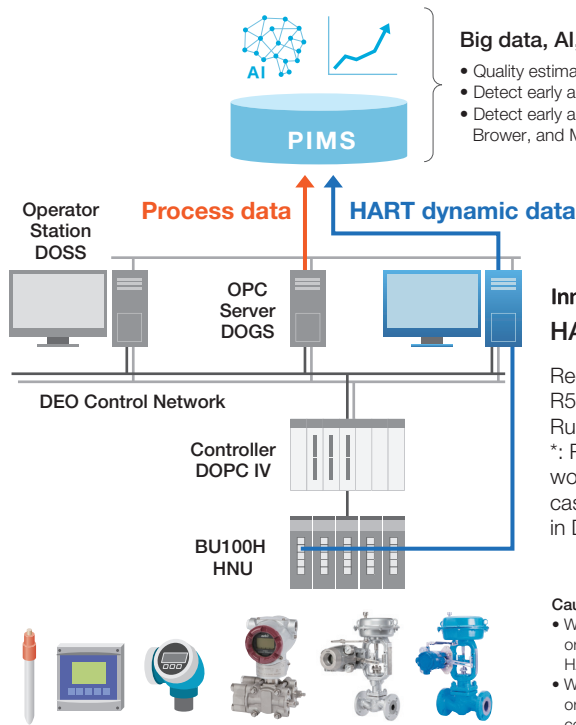 AI
PIMS
Big data, AI,
• Quality estima
• Detect early a
• Detect early a
Brower, and M
Process data
HART dynamic data
Operator
Station
DOSS
OPC
Server
DOGS
DEO Control Network
Controller
DOPC IV
BU100H
HNU
Inn
HA
Re
R5
Ru
*: F
wo
cas
in D
Cau
• W
or
H
• W
or